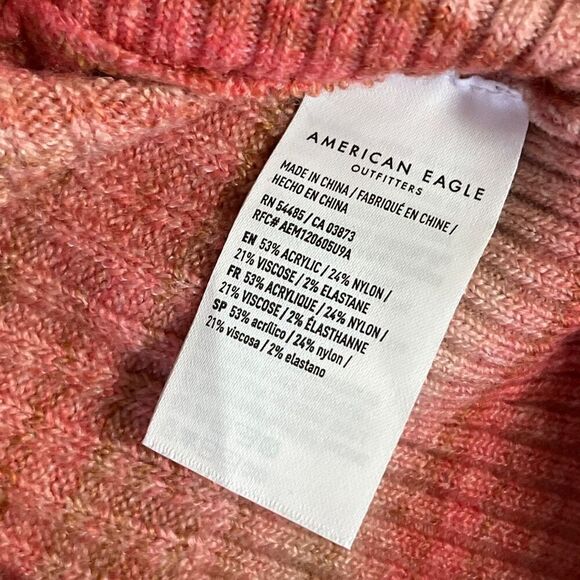 AMERICAN EAGLE
OUTFITTERS
MADE IN CHINA / FABRIQUÉ EN CHINE /
HECHO EN CHINA
RN 54485 / CA 03873
RFC# AEM120605U9A
EN 53% ACRYLIC / 24% NYLON /
21% VISCOSE / 2% ELASTANE
FR 53% ACRYLIQUE / 24% NYLON /
21% VISCOSE / 2% ÉLASTHANNE
SP 53% acrílico / 24% nylon /
21% viscosa / 2% elastano